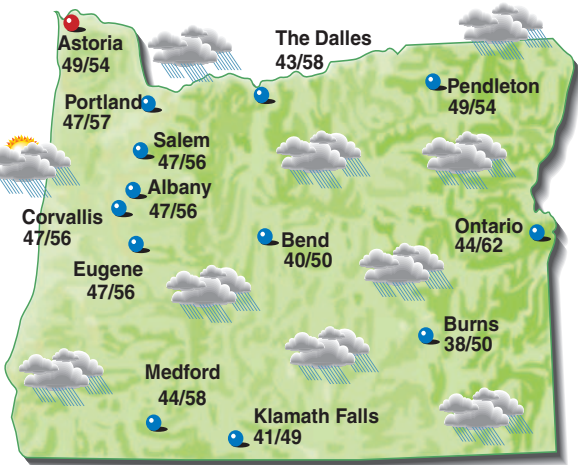 Astoria
49/54
The Dalles
43/58
Portland
47/57
Pendleton
49/54
Salem
47/56
Albany
47/56
Corvallis
47/56
Eugene
47/56
Bend
40/50
Ontario
44/62
Burns
38/50
Medford
44/58
Klamath Falls
41/49